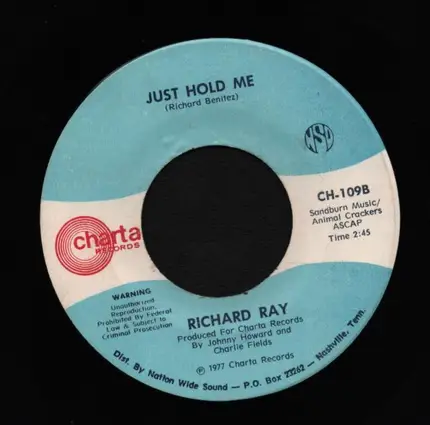 JUST HOLD ME
(Richard Benitez)
NSD
CH-109B
Sandburn Music/
Animal Crackers
ASCAP
Time 2:45
charta
RECORDS
WARNING
Unauthorized
Reproduction,
Prohibited By Federal
Law & Subject to
Criminal Prosecution
RICHARD RAY
Produced For Charta Records
By Johnny Howard and
Charlie Fields
℗ 1977 Charta Records
Dist. By Nation Wide Sound — P.O. Box 23262 — Nashville, Tenn.